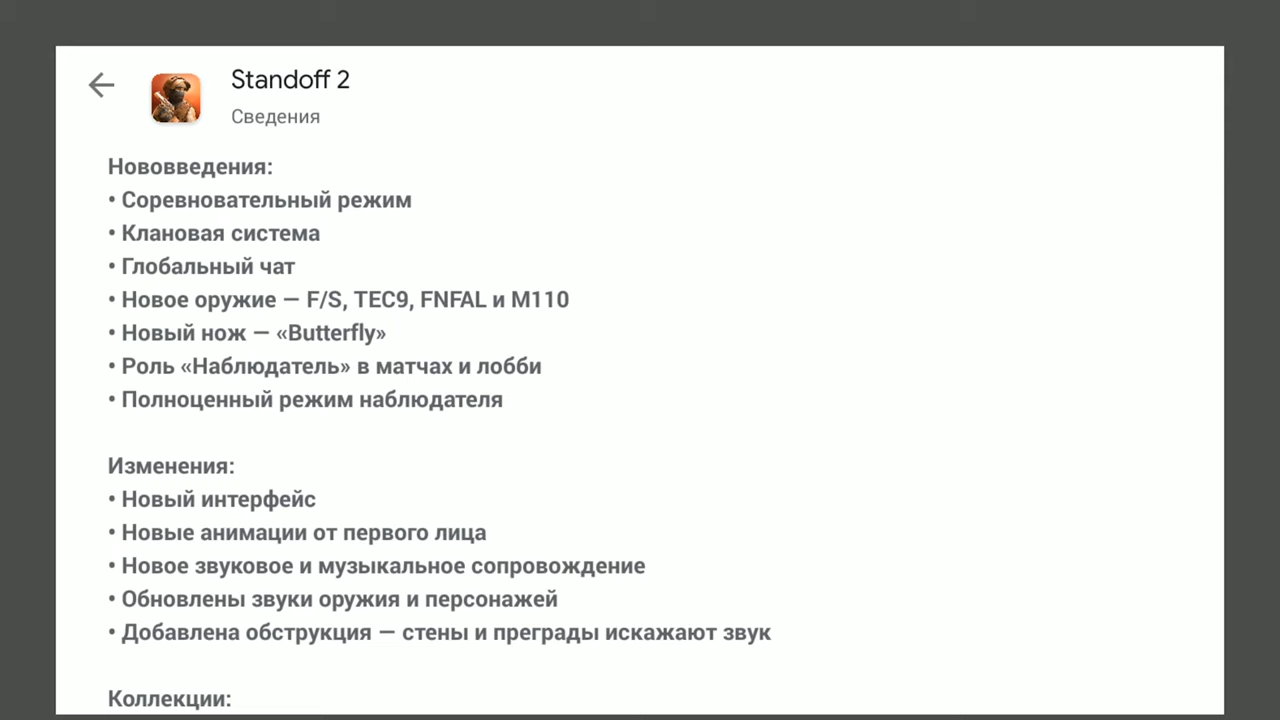 Standoff 2
Сведения
Нововведения:
• Соревновательный режим
• Клановая система
• Глобальный чат
• Новое оружие — F/S, TEC9, FNFAL и M110
• Новый нож — «Butterfly»
• Роль «Наблюдатель» в матчах и лобби
• Полноценный режим наблюдателя
Изменения:
• Новый интерфейс
• Новые анимации от первого лица
• Новое звуковое и музыкальное сопровождение
• Обновлены звуки оружия и персонажей
• Добавлена обструкция — стены и преграды искажают звук
Коллекции: